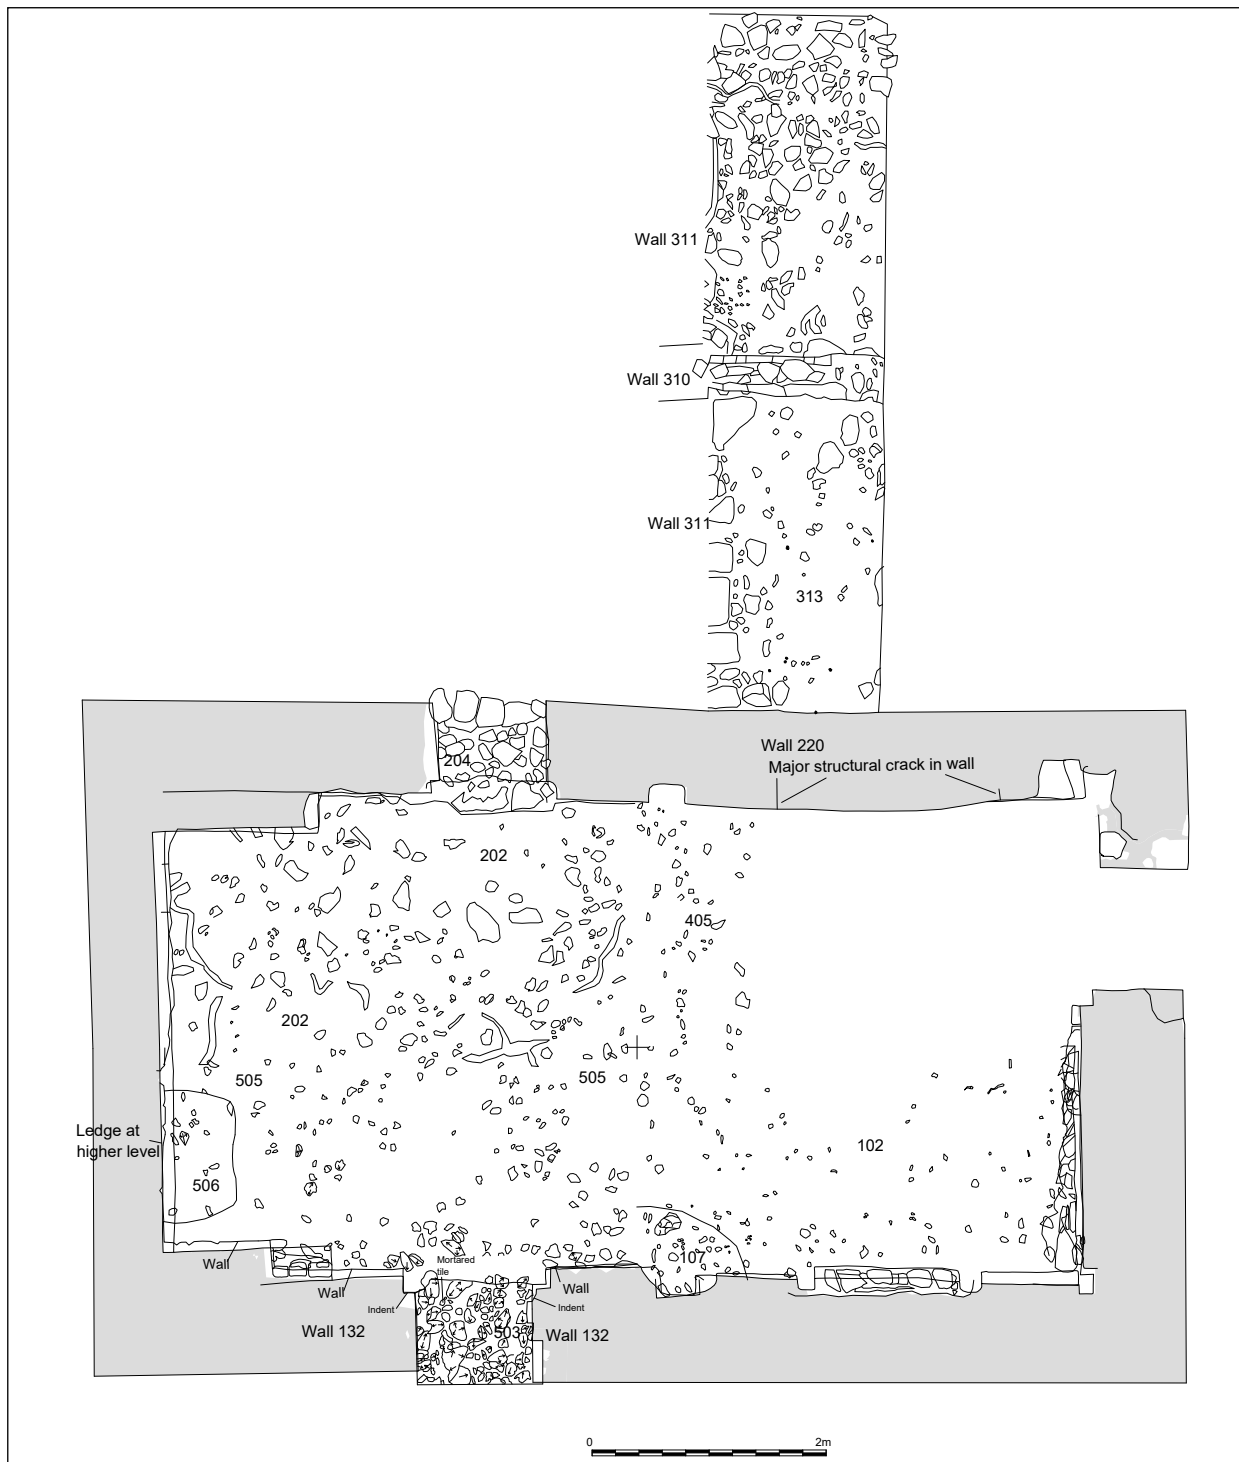 Wall 311
Wall 310
Wall 311
313
Wall 220
Major structural crack in wall
204
202
405
202
505
505
Ledge at
higher level
506
102
107
Wall
Mortared
tile
Wall
Wall
Indent
Indent
Wall 132
503
Wall 132
0
2m